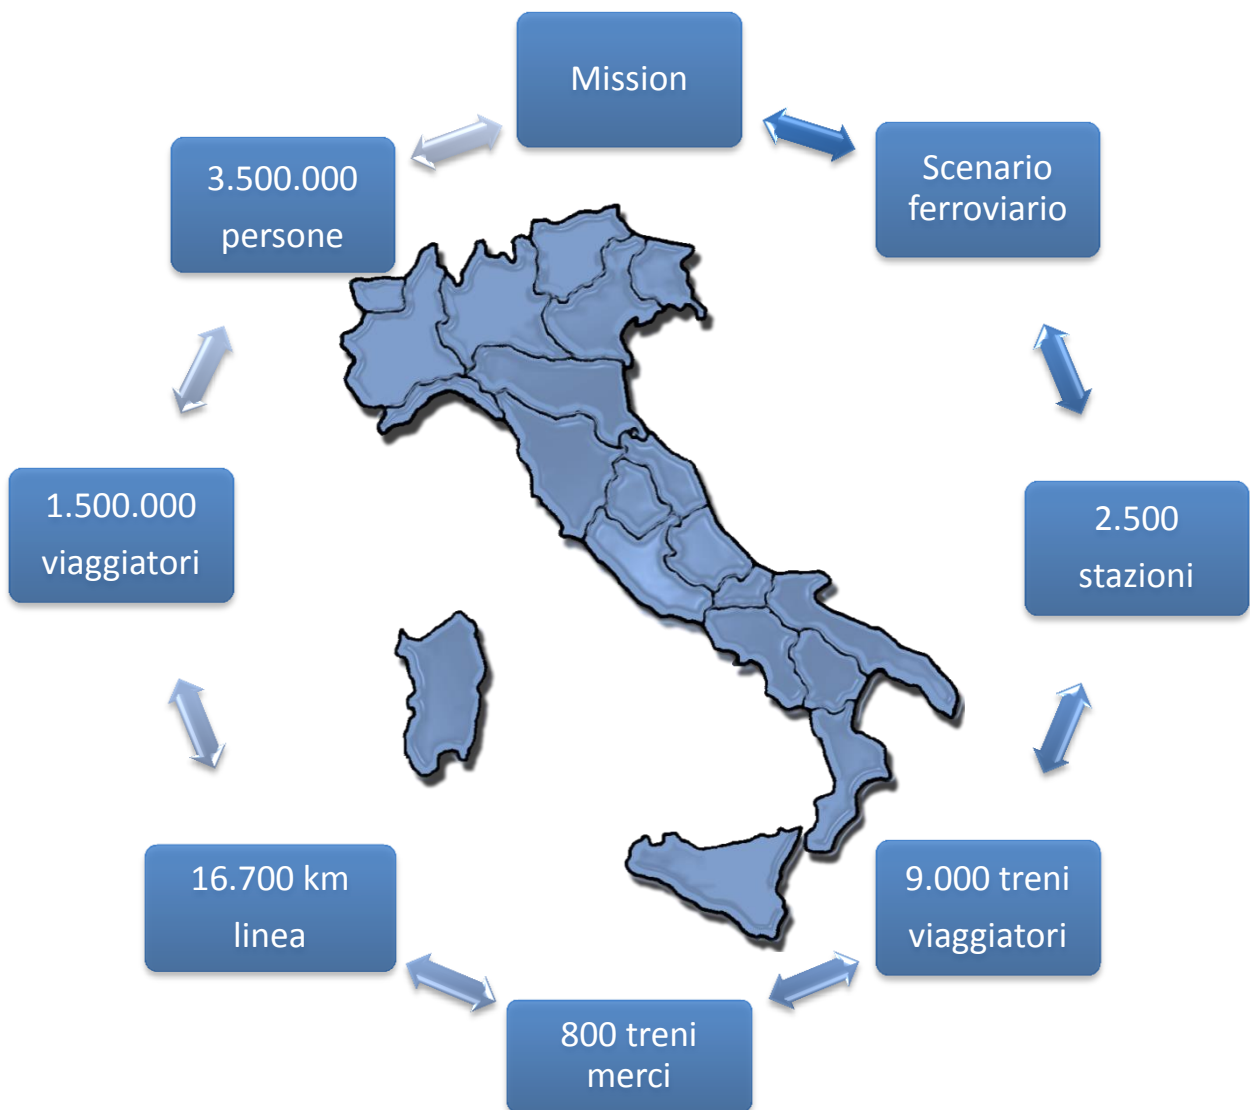 Mission
Scenario
ferroviario
2.500
stazioni
9.000 treni
viaggiatori
800 treni
merci
16.700 km
linea
1.500.000
viaggiatori
3.500.000
persone